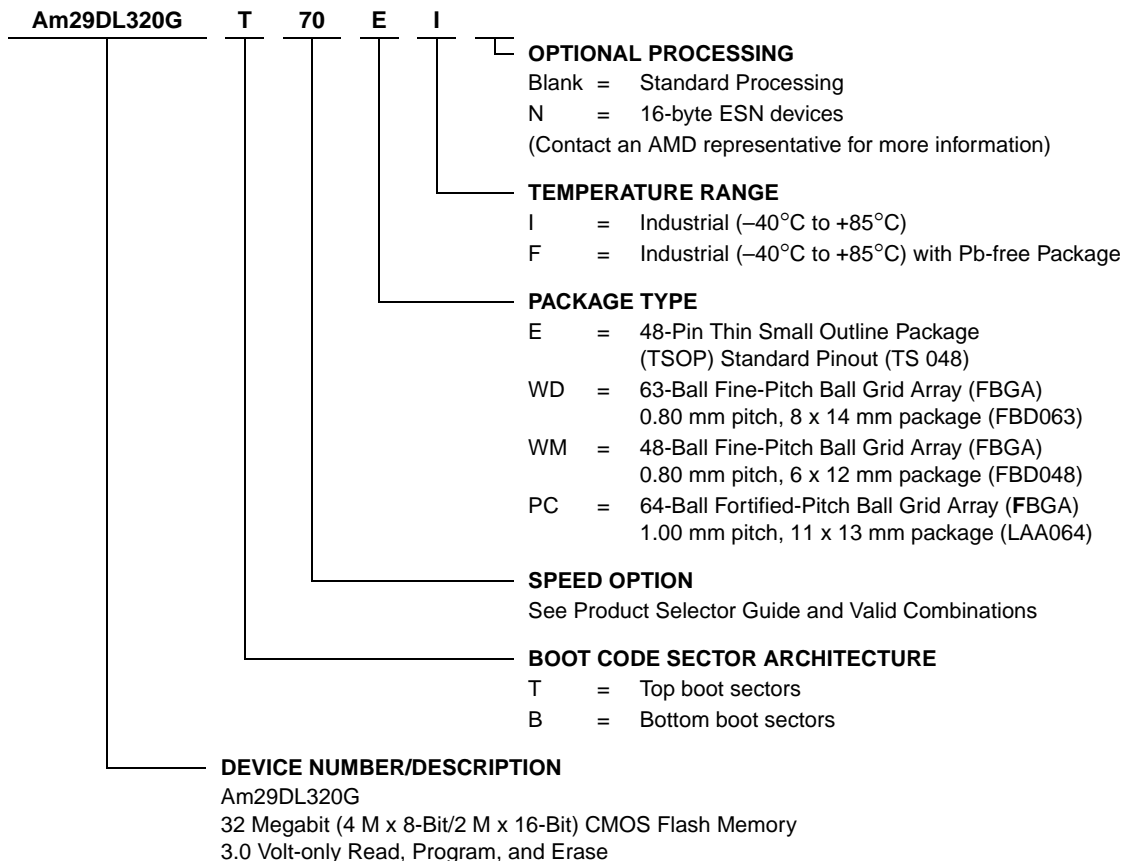 Am29DL320G T 70 E I
OPTIONAL PROCESSING
Blank = Standard Processing
N = 16-byte ESN devices
(Contact an AMD representative for more information)
TEMPERATURE RANGE
I = Industrial (–40°C to +85°C)
F = Industrial (–40°C to +85°C) with Pb-free Package
PACKAGE TYPE
E = 48-Pin Thin Small Outline Package
(TSOP) Standard Pinout (TS 048)
WD = 63-Ball Fine-Pitch Ball Grid Array (FBGA)
0.80 mm pitch, 8 x 14 mm package (FBD063)
WM = 48-Ball Fine-Pitch Ball Grid Array (FBGA)
0.80 mm pitch, 6 x 12 mm package (FBD048)
PC = 64-Ball Fortified-Pitch Ball Grid Array (FBGA)
1.00 mm pitch, 11 x 13 mm package (LAA064)
SPEED OPTION
See Product Selector Guide and Valid Combinations
BOOT CODE SECTOR ARCHITECTURE
T = Top boot sectors
B = Bottom boot sectors
DEVICE NUMBER/DESCRIPTION
Am29DL320G
32 Megabit (4 M x 8-Bit/2 M x 16-Bit) CMOS Flash Memory
3.0 Volt-only Read, Program, and Erase